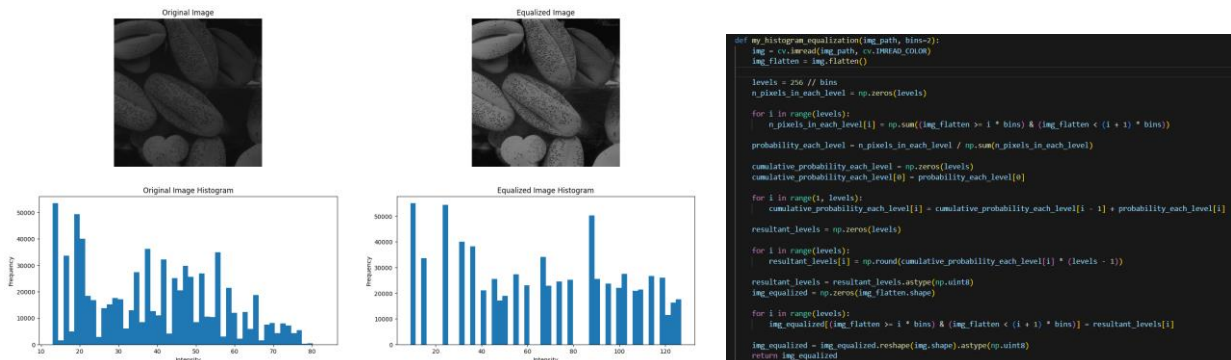 Original Image
Equalized Image
Original Image Histogram
Equalized Image Histogram
Frequency
50000
40000
30000
20000
10000
0
10
20
30
40
50
60
70
80
Intensity
Frequency
50000
40000
30000
20000
10000
0
20
40
60
80
100
120
Intensity
def my_histogram_equalization(img_path, bins=2):
    img = cv.imread(img_path, cv.IMREAD_COLOR)
    img_flatten = img.flatten()
    levels = 256 // bins
    n_pixels_in_each_level = np.zeros(levels)
    for i in range(levels):
        n_pixels_in_each_level[i] = np.sum((img_flatten >= i * bins) & (img_flatten < (i + 1) * bins))
    probability_each_level = n_pixels_in_each_level / np.sum(n_pixels_in_each_level)
    cumulative_probability_each_level = np.zeros(levels)
    cumulative_probability_each_level[0] = probability_each_level[0]
    for i in range(1, levels):
        cumulative_probability_each_level[i] = cumulative_probability_each_level[i - 1] + probability_each_level[i]
    resultant_levels = np.zeros(levels)
    for i in range(levels):
        resultant_levels[i] = np.round(cumulative_probability_each_level[i] * (levels - 1))
    resultant_levels = resultant_levels.astype(np.uint8)
    img_equalized = np.zeros(img_flatten.shape)
    for i in range(levels):
        img_equalized[(img_flatten >= i * bins) & (img_flatten < (i + 1) * bins)] = resultant_levels[i]
    img_equalized = img_equalized.reshape(img.shape).astype(np.uint8)
    return img_equalized